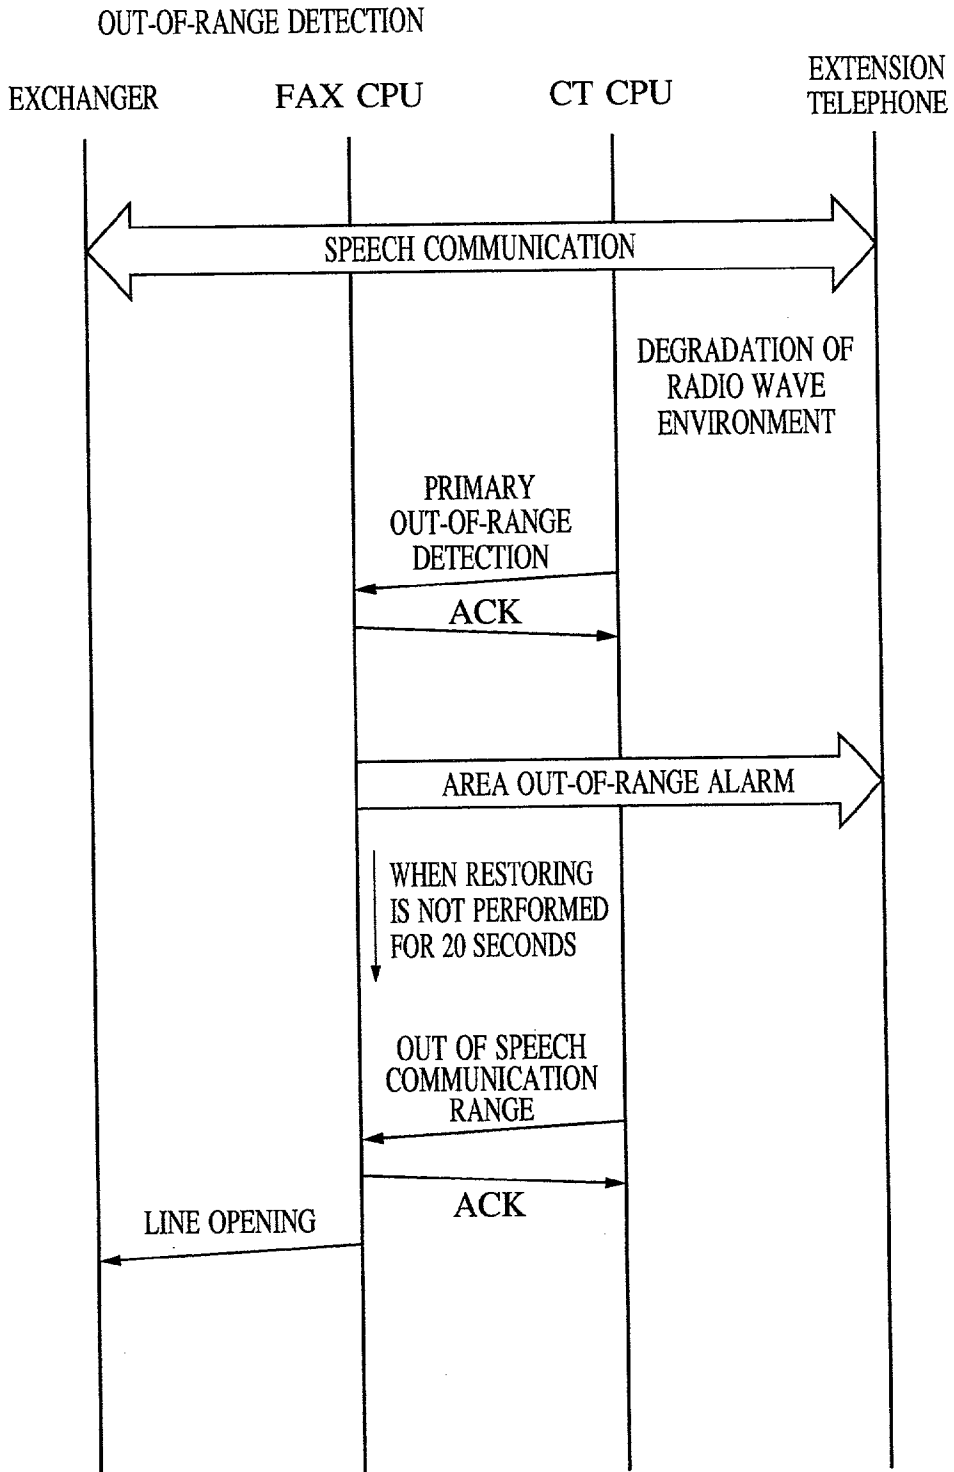 OUT-OF-RANGE DETECTION
EXCHANGER
FAX CPU
CT CPU
EXTENSION
TELEPHONE
SPEECH COMMUNICATION
DEGRADATION OF
RADIO WAVE
ENVIRONMENT
PRIMARY
OUT-OF-RANGE
DETECTION
ACK
AREA OUT-OF-RANGE ALARM
WHEN RESTORING
IS NOT PERFORMED
FOR 20 SECONDS
OUT OF SPEECH
COMMUNICATION
RANGE
ACK
LINE OPENING